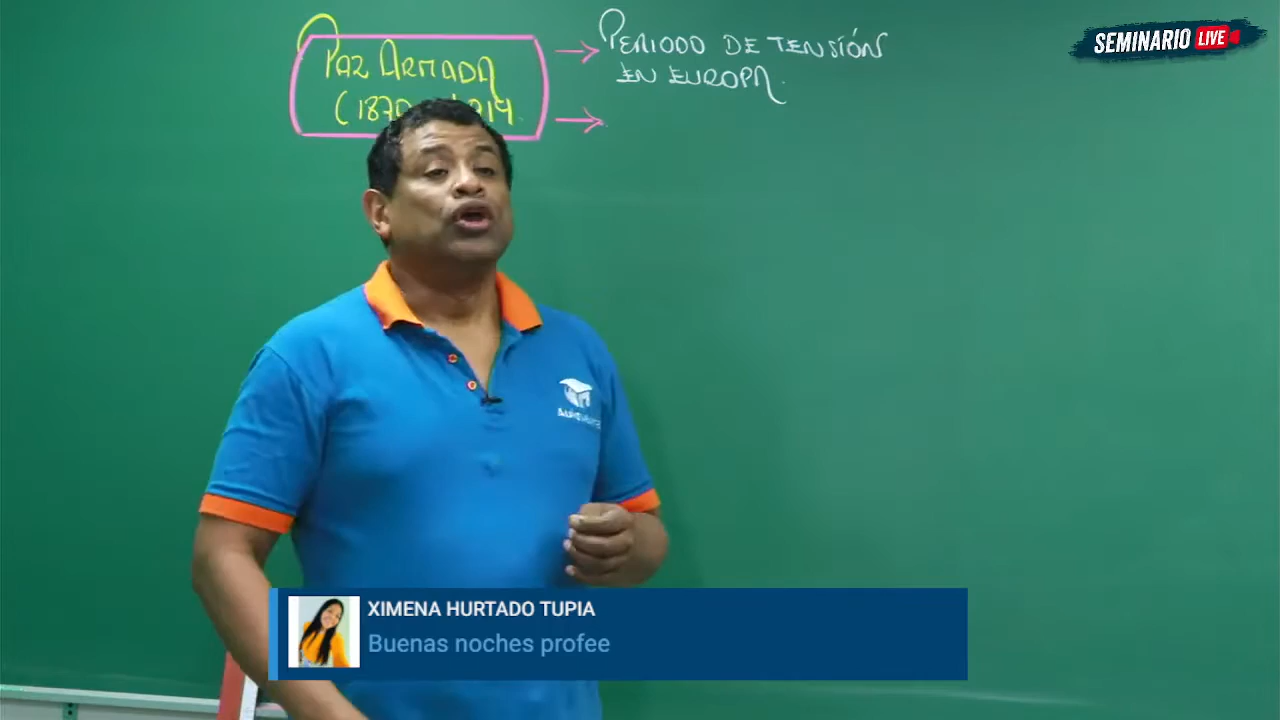 PAZ ARMADA
PERIODO DE TENSIÓN
EN EUROPA.
SEMINARIO LIVE
XIMENA HURTADO TUPIA
Buenas noches profee